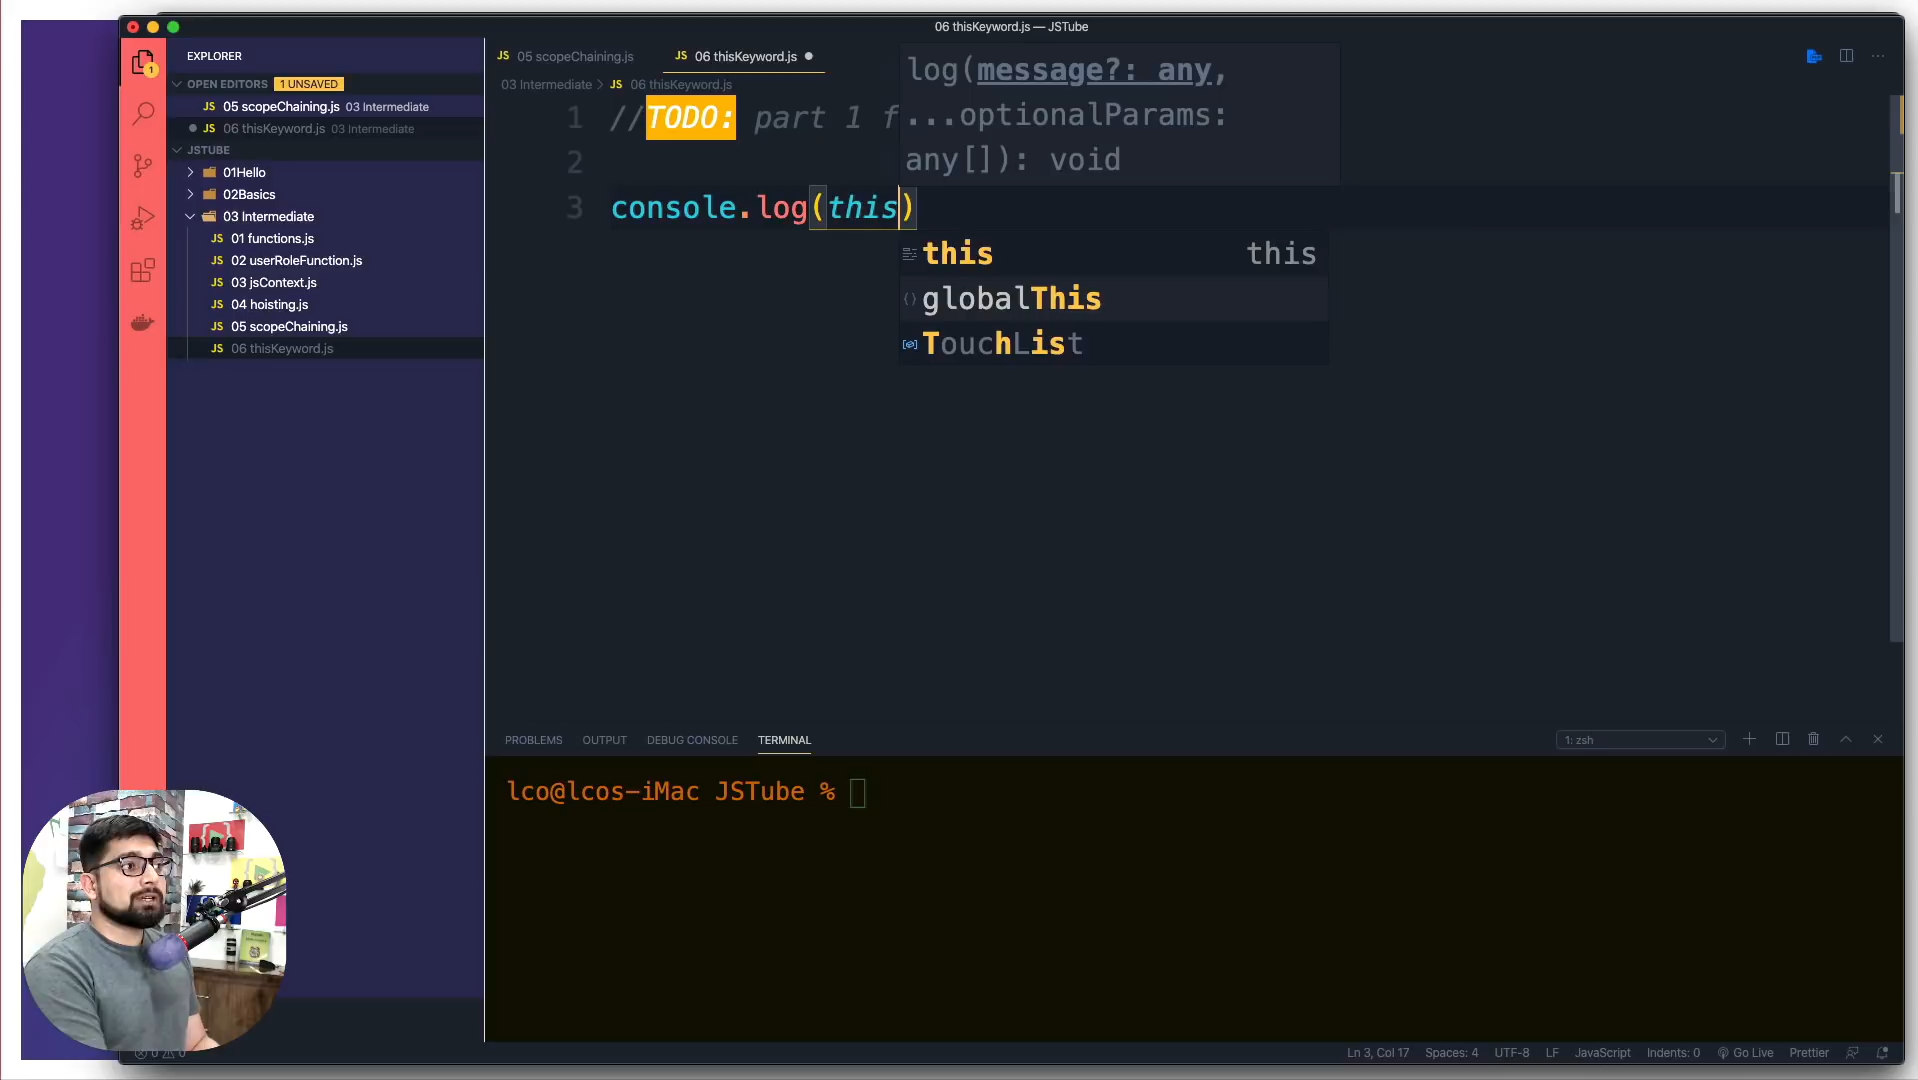 06 thisKeyword.js — JSTube
EXPLORER
OPEN EDITORS 1 UNSAVED
JS 05 scopeChaining.js 03 Intermediate
JS 06 thisKeyword.js 03 Intermediate
JSTUBE
01Hello
02Basics
03 Intermediate
JS 01 functions.js
JS 02 userRoleFunction.js
JS 03 jsContext.js
JS 04 hoisting.js
JS 05 scopeChaining.js
JS 06 thisKeyword.js
1
JS 05 scopeChaining.js JS 06 thisKeyword.js
03 Intermediate > JS 06 thisKeyword.js
1 //TODO: part 1 f
2
3 console.log(this)
log(message?: any,
...optionalParams:
any[]): void
this this
globalThis
TouchList
PROBLEMS OUTPUT DEBUG CONSOLE TERMINAL 1: zsh
lco@lcos-iMac JSTube %
0 0 Ln 3, Col 17 Spaces: 4 UTF-8 LF JavaScript Indents: 0 Go Live Prettier